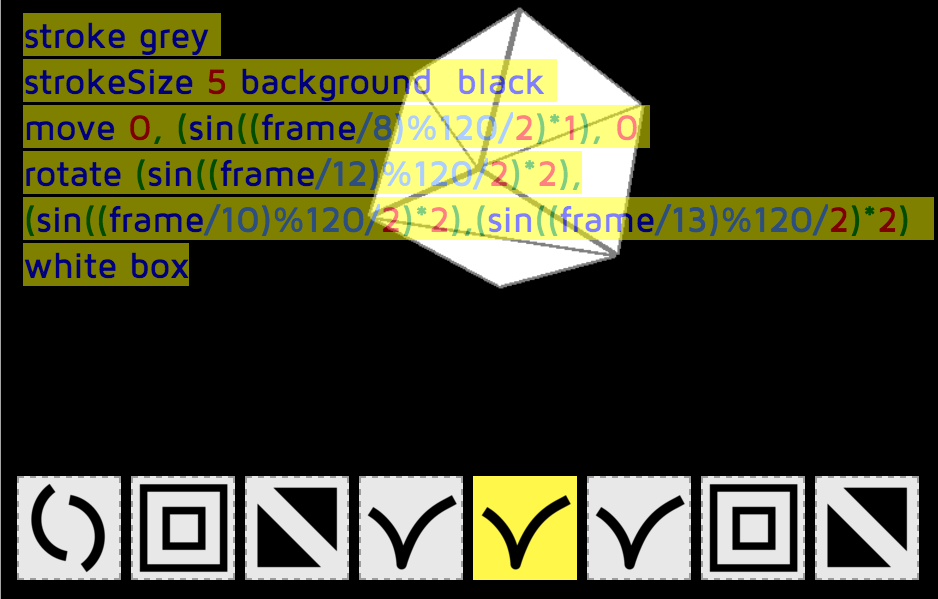 stroke grey
strokeSize 5 background  black
move 0, (sin((frame/8)%120/2)*1), 0
rotate (sin((frame/12)%120/2)*2),
(sin((frame/10)%120/2)*2),(sin((frame/13)%120/2)*2)
white box